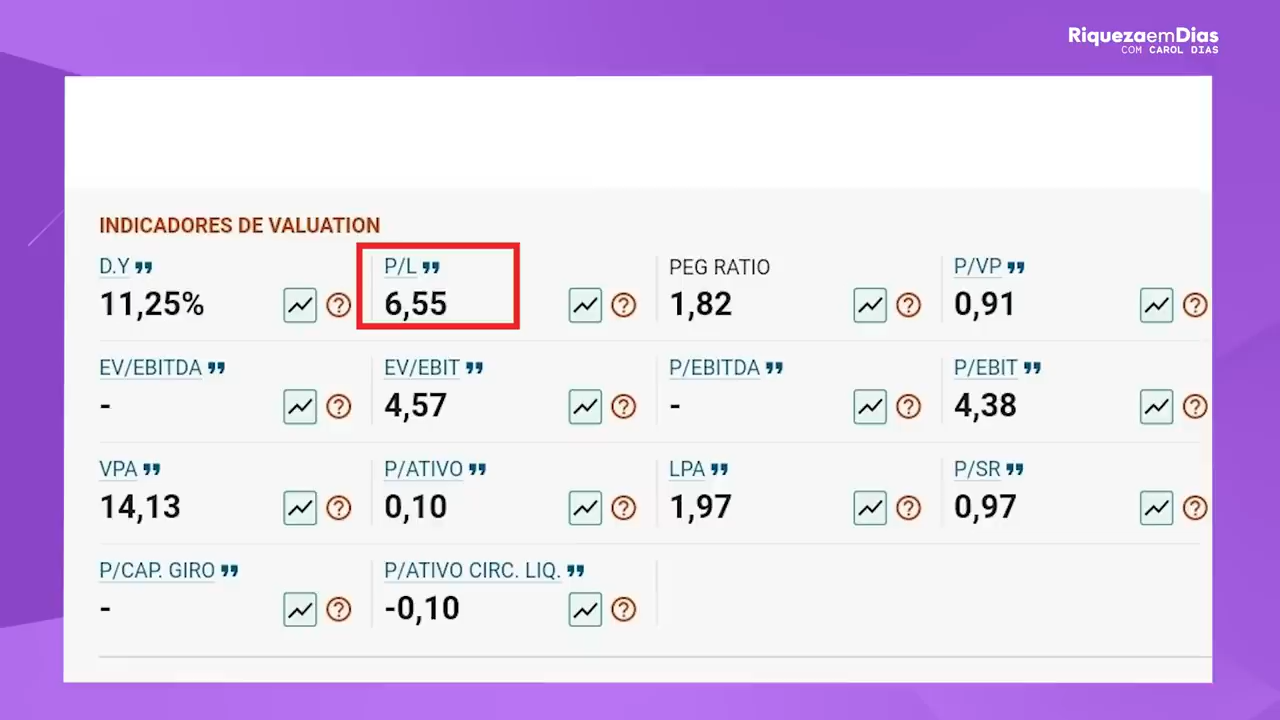 RiquezaemDias
COM CAROL DIAS
INDICADORES DE VALUATION
D.Y P/L PEG RATIO P/VP
11,25% 6,55 1,82 0,91
EV/EBITDA EV/EBIT P/EBITDA P/EBIT
- 4,57 - 4,38
VPA P/ATIVO LPA P/SR
14,13 0,10 1,97 0,97
P/CAP. GIRO P/ATIVO CIRC. LIQ.
- -0,10